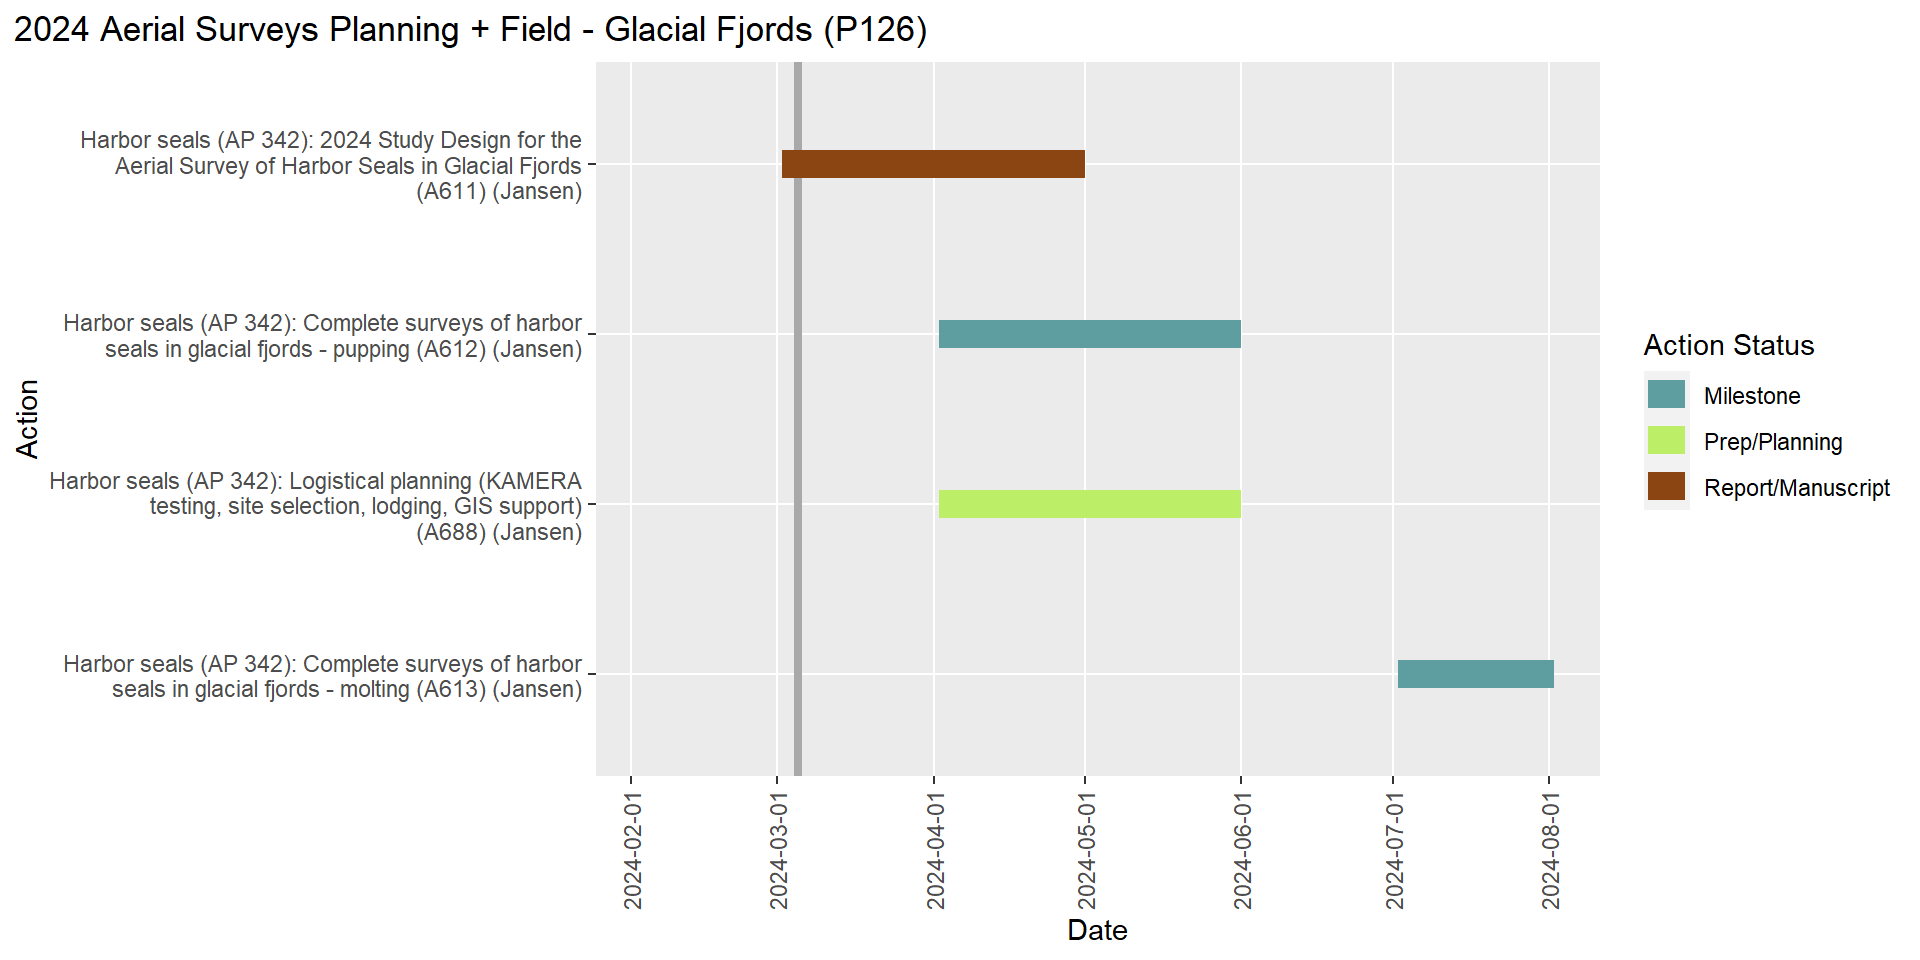 2024 Aerial Surveys Planning + Field - Glacial Fjords (P126)
Action
Harbor seals (AP 342): 2024 Study Design for the
Aerial Survey of Harbor Seals in Glacial Fjords
(A611) (Jansen)
Harbor seals (AP 342): Complete surveys of harbor
seals in glacial fjords - pupping (A612) (Jansen)
Harbor seals (AP 342): Logistical planning (KAMERA
testing, site selection, lodging, GIS support)
(A688) (Jansen)
Harbor seals (AP 342): Complete surveys of harbor
seals in glacial fjords - molting (A613) (Jansen)
2024-02-01
2024-03-01
2024-04-01
2024-05-01
2024-06-01
2024-07-01
2024-08-01
Date
Action Status
Milestone
Prep/Planning
Report/Manuscript